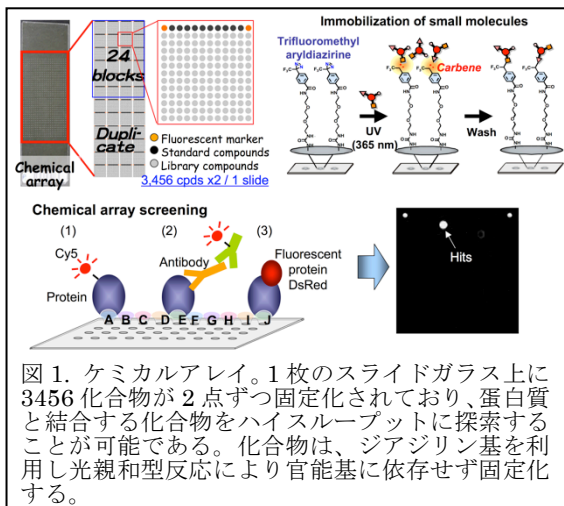 24
blocks
Dupli-
cate
Chemical
array
Fluorescent marker
Standard compounds
Library compounds
3,456 cpds x2 / 1 slide
Immobilization of small molecules
Trifluoromethyl
aryldiazirine
Carbene
UV
(365 nm)
Wash
Chemical array screening
(1)
Cy5
Protein
(2)
Antibody
(3)
Fluorescent
protein
DsRed
A B C D E F G H I J
Hits
図 1. ケミカルアレイ。1 枚のスライドガラス上に
3456 化合物が 2 点ずつ固定化されており、蛋白質
と結合する化合物をハイスループットに探索する
ことが可能である。化合物は、ジアジリン基を利
用し光親和型反応により官能基に依存せず固定化
する。